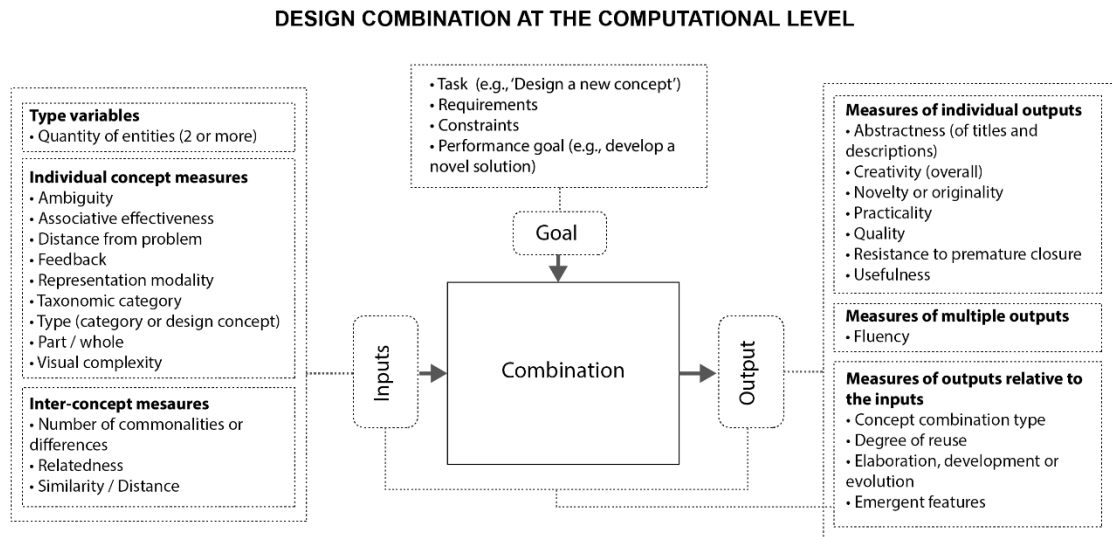 DESIGN COMBINATION AT THE COMPUTATIONAL LEVEL
Type variables
• Quantity of entities (2 or more)
Individual concept measures
• Ambiguity
• Associative effectiveness
• Distance from problem
• Feedback
• Representation modality
• Taxonomic category
• Type (category or design concept)
• Part / whole
• Visual complexity
Inter-concept mesaures
• Number of commonalities or
differences
• Relatedness
• Similarity / Distance
• Task (e.g., ‘Design a new concept’)
• Requirements
• Constraints
• Performance goal (e.g., develop a
novel solution)
Goal
Inputs
Combination
Output
Measures of individual outputs
• Abstractness (of titles and
descriptions)
• Creativity (overall)
• Novelty or originality
• Practicality
• Quality
• Resistance to premature closure
• Usefulness
Measures of multiple outputs
• Fluency
Measures of outputs relative to
the inputs
• Concept combination type
• Degree of reuse
• Elaboration, development or
evolution
• Emergent features